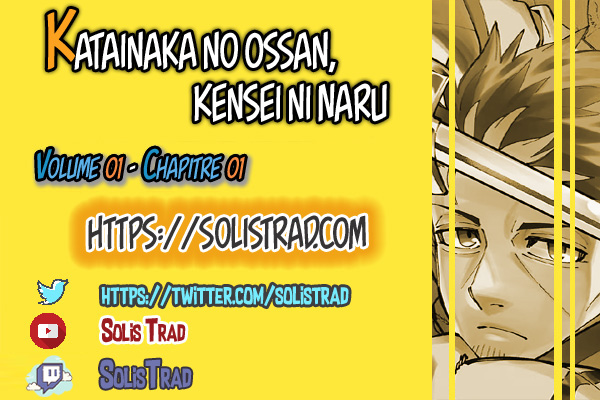 KATAINAKA NO OSSAN,
KENSEI NI NARU
VOLUME 01 - CHAPITRE 01
HTTPS://SOLISTRAD.COM
HTTPS://TWITTER.COM/SOLISTRAD
SOLIS TRAD
SOLISTRAD